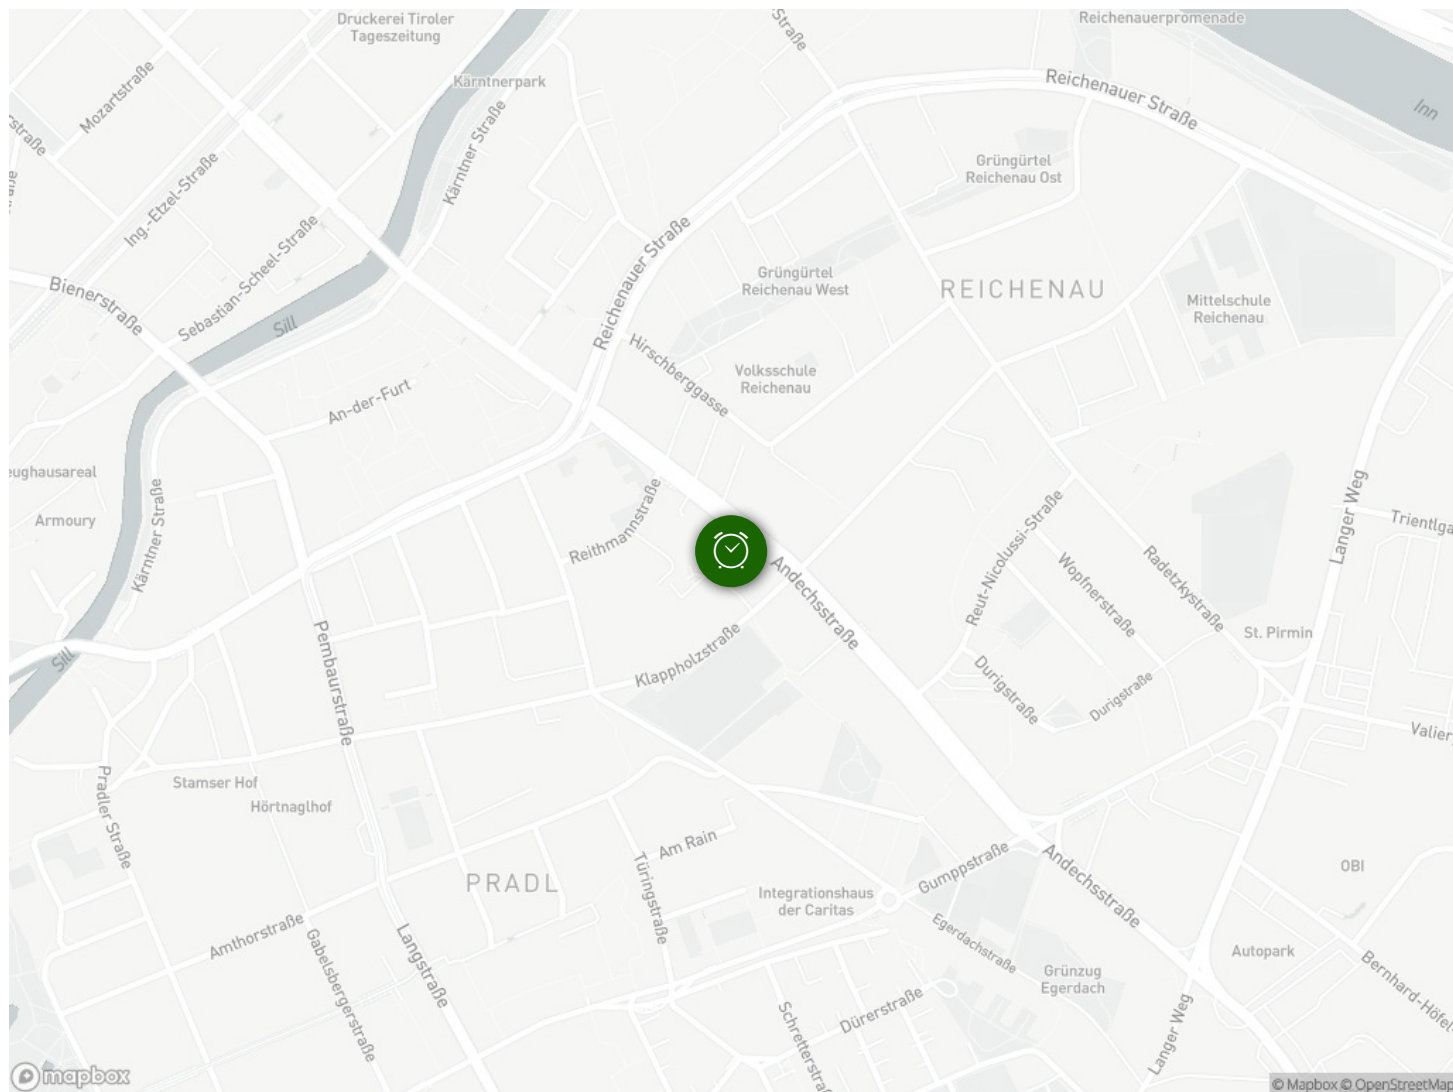 Druckerei Tiroler
Tageszeitung
Reichenauerpromenade
Straße
Kärntnerpark
Reichenauer Straße
Inn
Mozartstraße
Kärntner Straße
Grüngürtel
Reichenau Ost
Ing.-Etzel-Straße
Sebastian-Scheel-Straße
Reichenauer Straße
Grüngürtel
Reichenau West
REICHENAU
Bienerstraße
Mittelschule
Reichenau
Sill
Hirschberggasse
Volksschule
Reichenau
An-der-Furt
eughausareal
Armoury
Kärntner Straße
Reithmannstraße
Langer Weg
Trientlga
Reut-Nicolussi-Straße
Wopfnerstraße
Radetzkystraße
Andechsstraße
St. Pirmin
Sill
Pembaurstraße
Klappholzstraße
Durigstraße
Durigstraße
Valier
Stamser Hof
Hörtnaglhof
Pradler Straße
Am Rain
PRADL
Türingstraße
Integrationshaus
der Caritas
Gumppstraße
Andechsstraße
OBI
Amthorstraße
Gabelsbergerstraße
Langstraße
Egerdachstraße
Grünzug
Egerdach
Autopark
Bernhard-Höfel
Dürerstraße
Schretterstraß
Langer Weg
mapbox
© Mapbox © OpenStreetMap